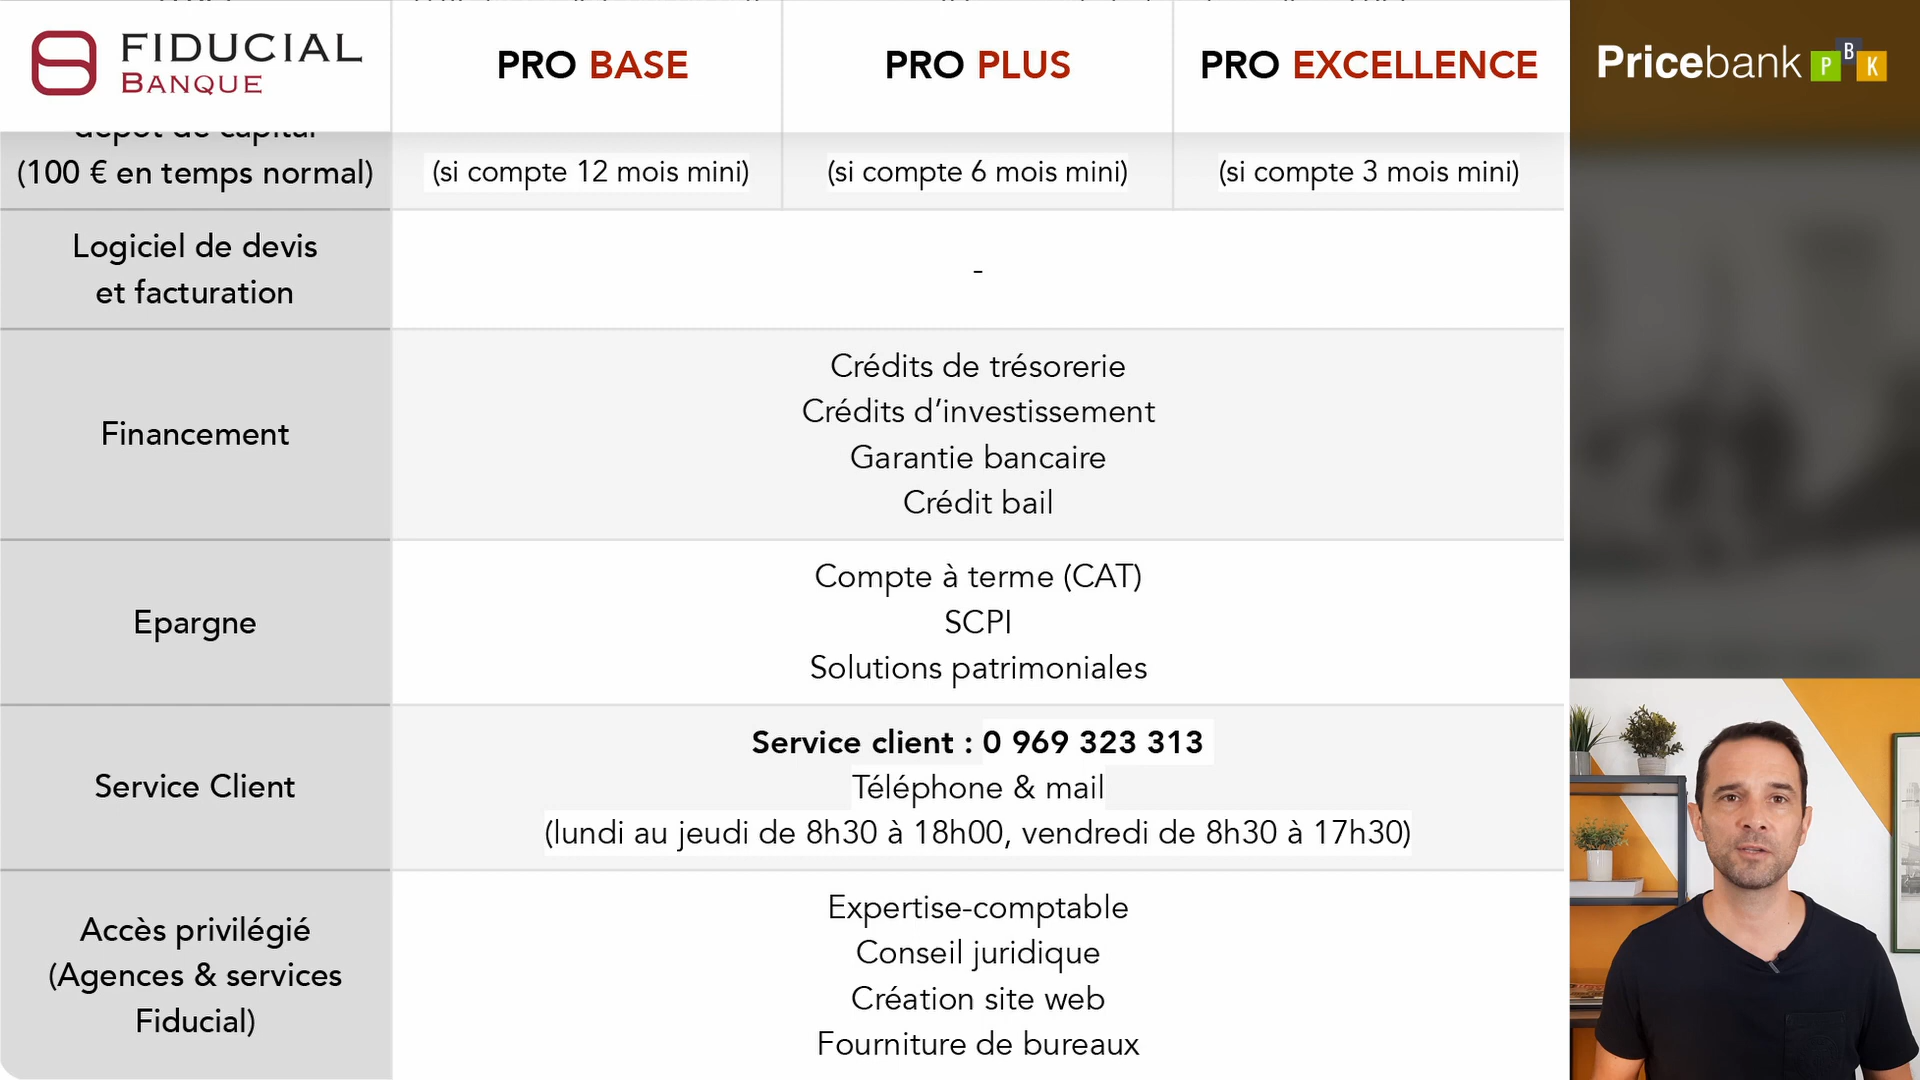 FIDUCIAL
BANQUE
PRO BASE
PRO PLUS
PRO EXCELLENCE
Pricebank PBK
dépôt de capital
(100 € en temps normal)
(si compte 12 mois mini)
(si compte 6 mois mini)
(si compte 3 mois mini)
Logiciel de devis
et facturation
-
Financement
Crédits de trésorerie
Crédits d’investissement
Garantie bancaire
Crédit bail
Epargne
Compte à terme (CAT)
SCPI
Solutions patrimoniales
Service Client
Service client : 0 969 323 313
Téléphone & mail
(lundi au jeudi de 8h30 à 18h00, vendredi de 8h30 à 17h30)
Accès privilégié
(Agences & services
Fiducial)
Expertise-comptable
Conseil juridique
Création site web
Fourniture de bureaux